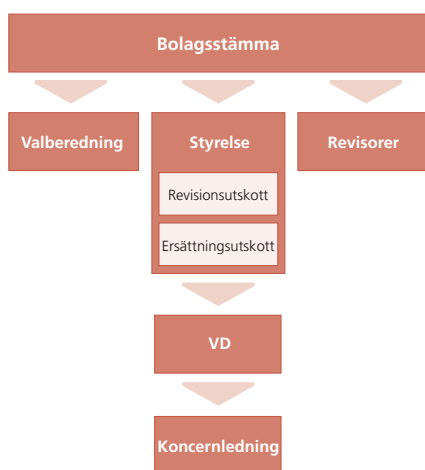 Bolagsstämma
Valberedning
Styrelse
Revisorer
Revisionsutskott
Ersättningsutskott
VD
Koncernledning